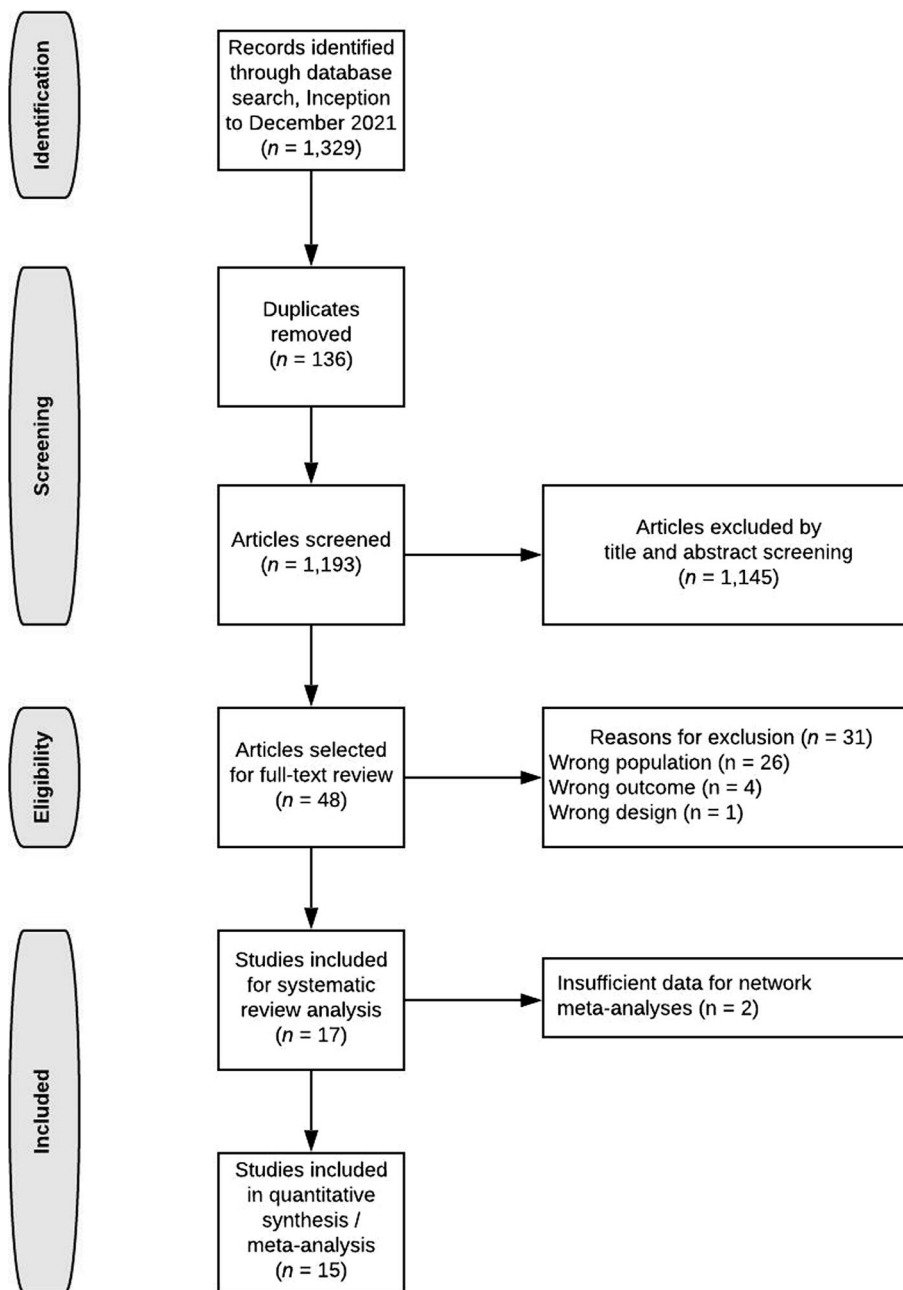 Identification
Records identified
through database
search, Inception
to December 2021
(n = 1,329)
Screening
Duplicates
removed
(n = 136)
Articles screened
(n = 1,193)
Articles excluded by
title and abstract screening
(n = 1,145)
Eligibility
Articles selected
for full-text review
(n = 48)
Reasons for exclusion (n = 31)
Wrong population (n = 26)
Wrong outcome (n = 4)
Wrong design (n = 1)
Included
Studies included
for systematic
review analysis
(n = 17)
Insufficient data for network
meta-analyses (n = 2)
Studies included
in quantitative
synthesis /
meta-analysis
(n = 15)